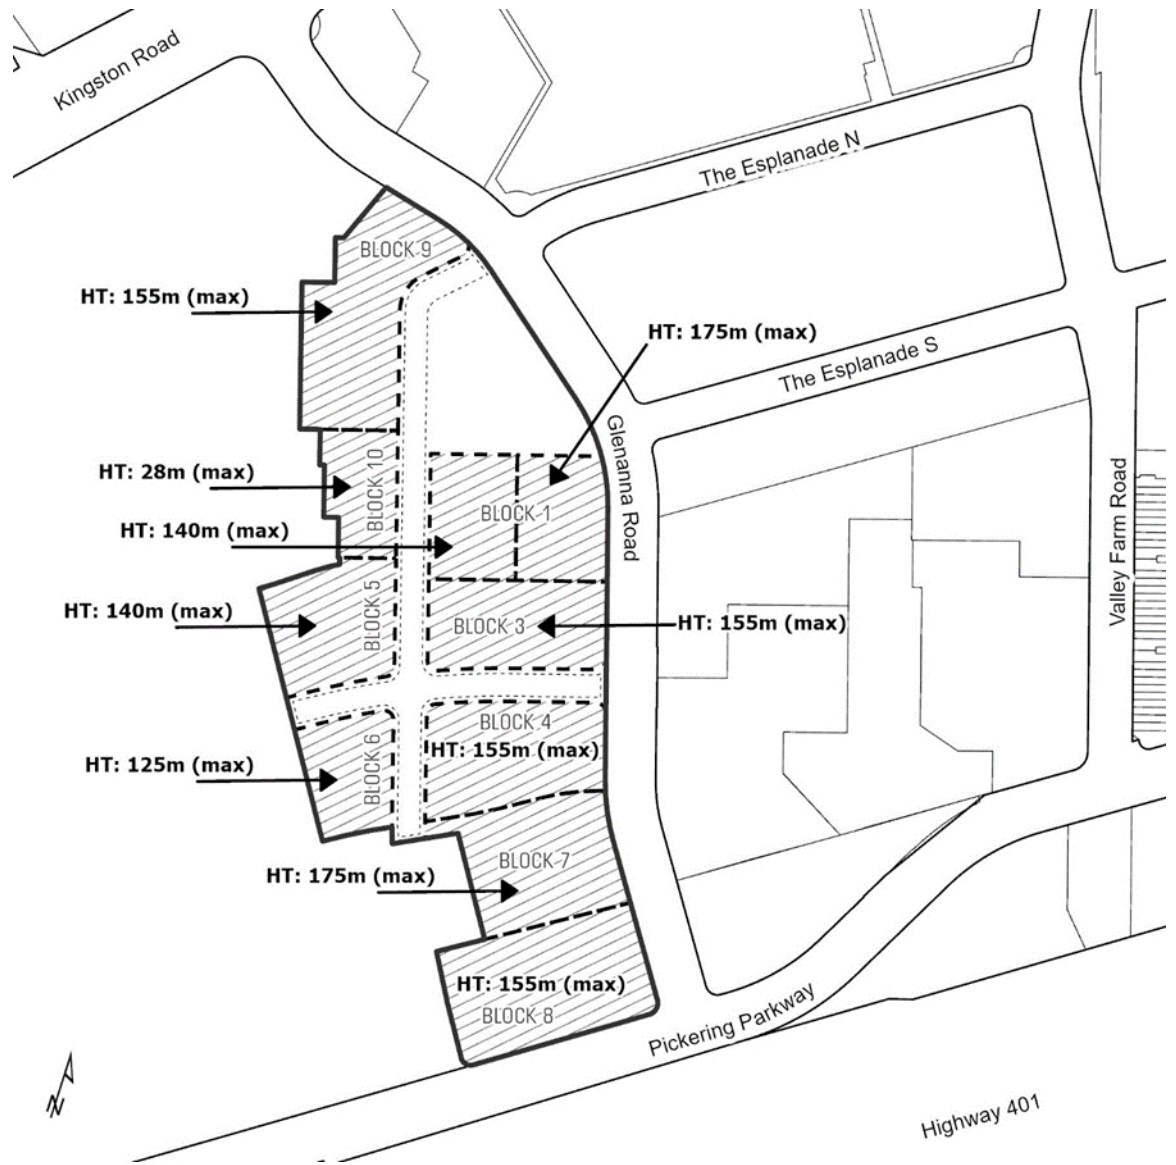 Kingston Road
The Esplanade N
BLOCK 9
HT: 155m (max)
HT: 175m (max)
The Esplanade S
Glenanna Road
HT: 28m (max)
BLOCK 10
BLOCK 1
Valley Farm Road
HT: 140m (max)
HT: 140m (max)
BLOCK 5
BLOCK 3
HT: 155m (max)
BLOCK 4
HT: 155m (max)
HT: 125m (max)
BLOCK 6
BLOCK 7
HT: 175m (max)
HT: 155m (max)
BLOCK 8
Pickering Parkway
N
Highway 401